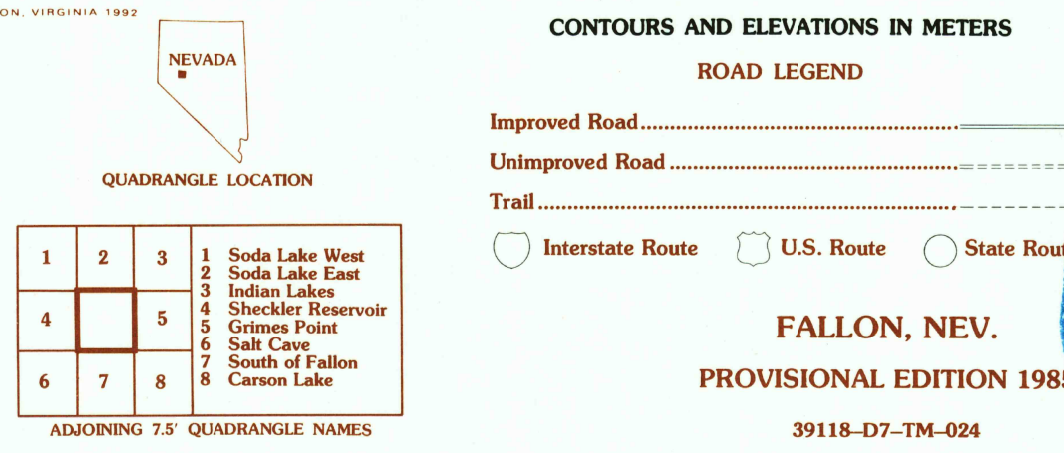 VIRGINIA 1992
NEVADA
QUADRANGLE LOCATION
1 2 3
4 5
6 7 8
1 Soda Lake West
2 Soda Lake East
3 Indian Lakes
4 Sheckler Reservoir
5 Grimes Point
6 Salt Cave
7 South of Fallon
8 Carson Lake
ADJOINING 7.5' QUADRANGLE NAMES
CONTOURS AND ELEVATIONS IN METERS
ROAD LEGEND
Improved Road
Unimproved Road
Trail
Interstate Route U.S. Route State
FALLON, NEV.
PROVISIONAL EDITION
39118–D7–TM–024